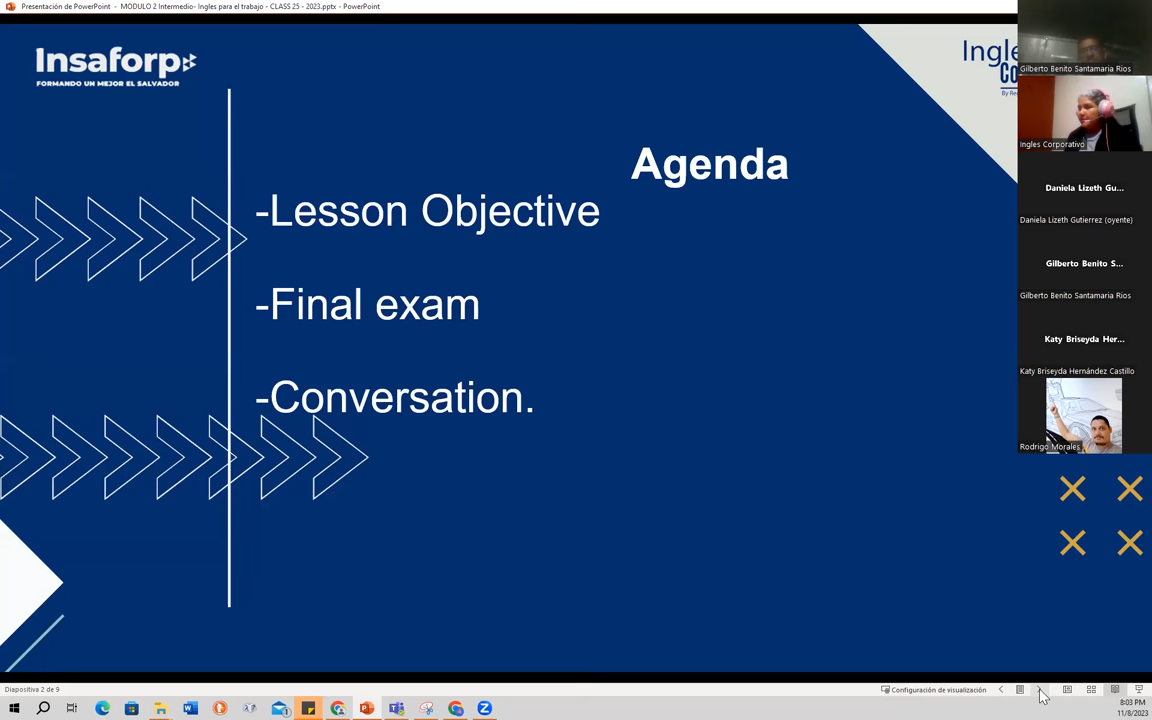 Presentación de PowerPoint - MODULO 2 Intermedio- Ingles para el trabajo - CLASS 25 - 2023.pptx - PowerPoint
Insaforp
FORMANDO UN MEJOR EL SALVADOR
Agenda
-Lesson Objective
-Final exam
-Conversation.
Gilberto Benito Santamaria Rios
Ingles Corporativo
Daniela Lizeth Gu...
Daniela Lizeth Gutierrez (oyente)
Gilberto Benito S...
Gilberto Benito Santamaria Rios
Katy Briseyda Her...
Katy Briseyda Hernández Castillo
Rodrigo Morales
Diapositiva 2 de 9
Configuración de visualización
8:03 PM
11/8/2023